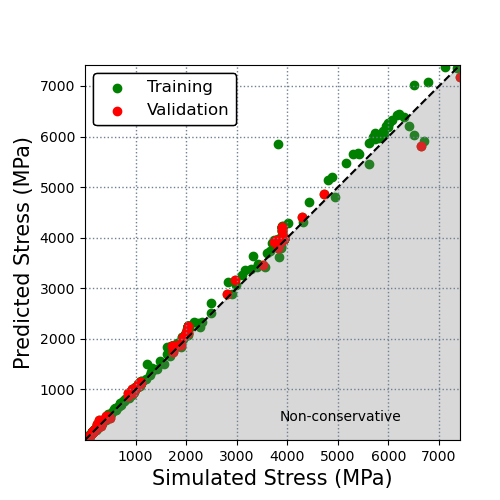 Training
Validation
Predicted Stress (MPa)
7000
6000
5000
4000
3000
2000
1000
Non-conservative
1000 2000 3000 4000 5000 6000 7000
Simulated Stress (MPa)